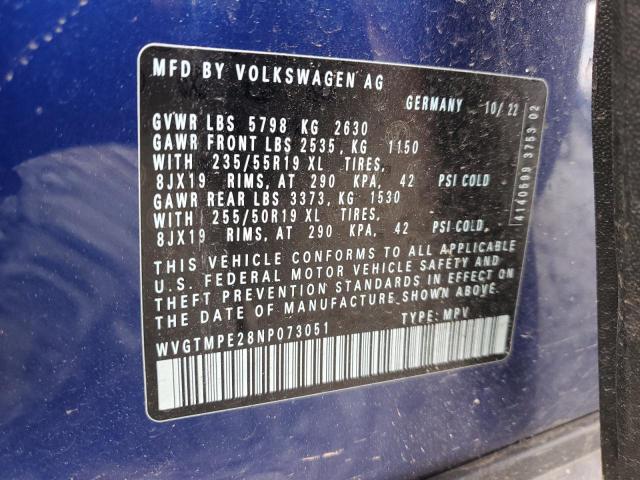 MFD BY VOLKSWAGEN AG
GERMANY 10/22
GVWR LBS 5798 KG 2630
GAWR FRONT LBS 2535, KG 1150
WITH 235/55R19 XL TIRES,
8JX19 RIMS, AT 290 KPA, 42 PSI COLD
GAWR REAR LBS 3373, KG 1530
WITH 255/50R19 XL TIRES,
8JX19 RIMS, AT 290 KPA, 42 PSI COLD,
THIS VEHICLE CONFORMS TO ALL APPLICABLE
U.S. FEDERAL MOTOR VEHICLE SAFETY AND
THEFT PREVENTION STANDARDS IN EFFECT ON
THE DATE OF MANUFACTURE SHOWN ABOVE.
WVGTMPE28NP073051 TYPE: MPV
4140599 3753 02